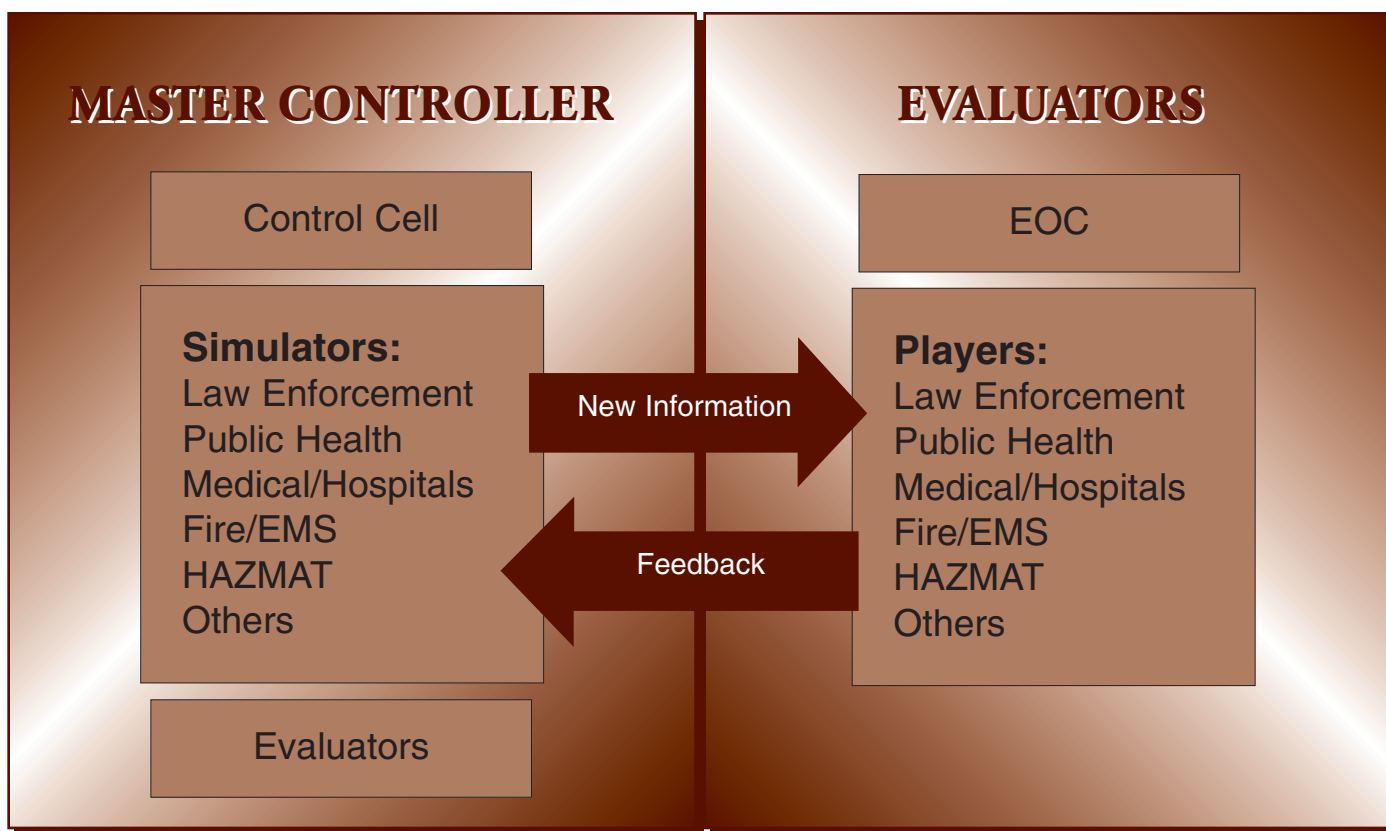 MASTER CONTROLLER
Control Cell
Simulators:
Law Enforcement
Public Health
Medical/Hospitals
Fire/EMS
HAZMAT
Others
Evaluators
New Information
Feedback
EVALUATORS
EOC
Players:
Law Enforcement
Public Health
Medical/Hospitals
Fire/EMS
HAZMAT
Others